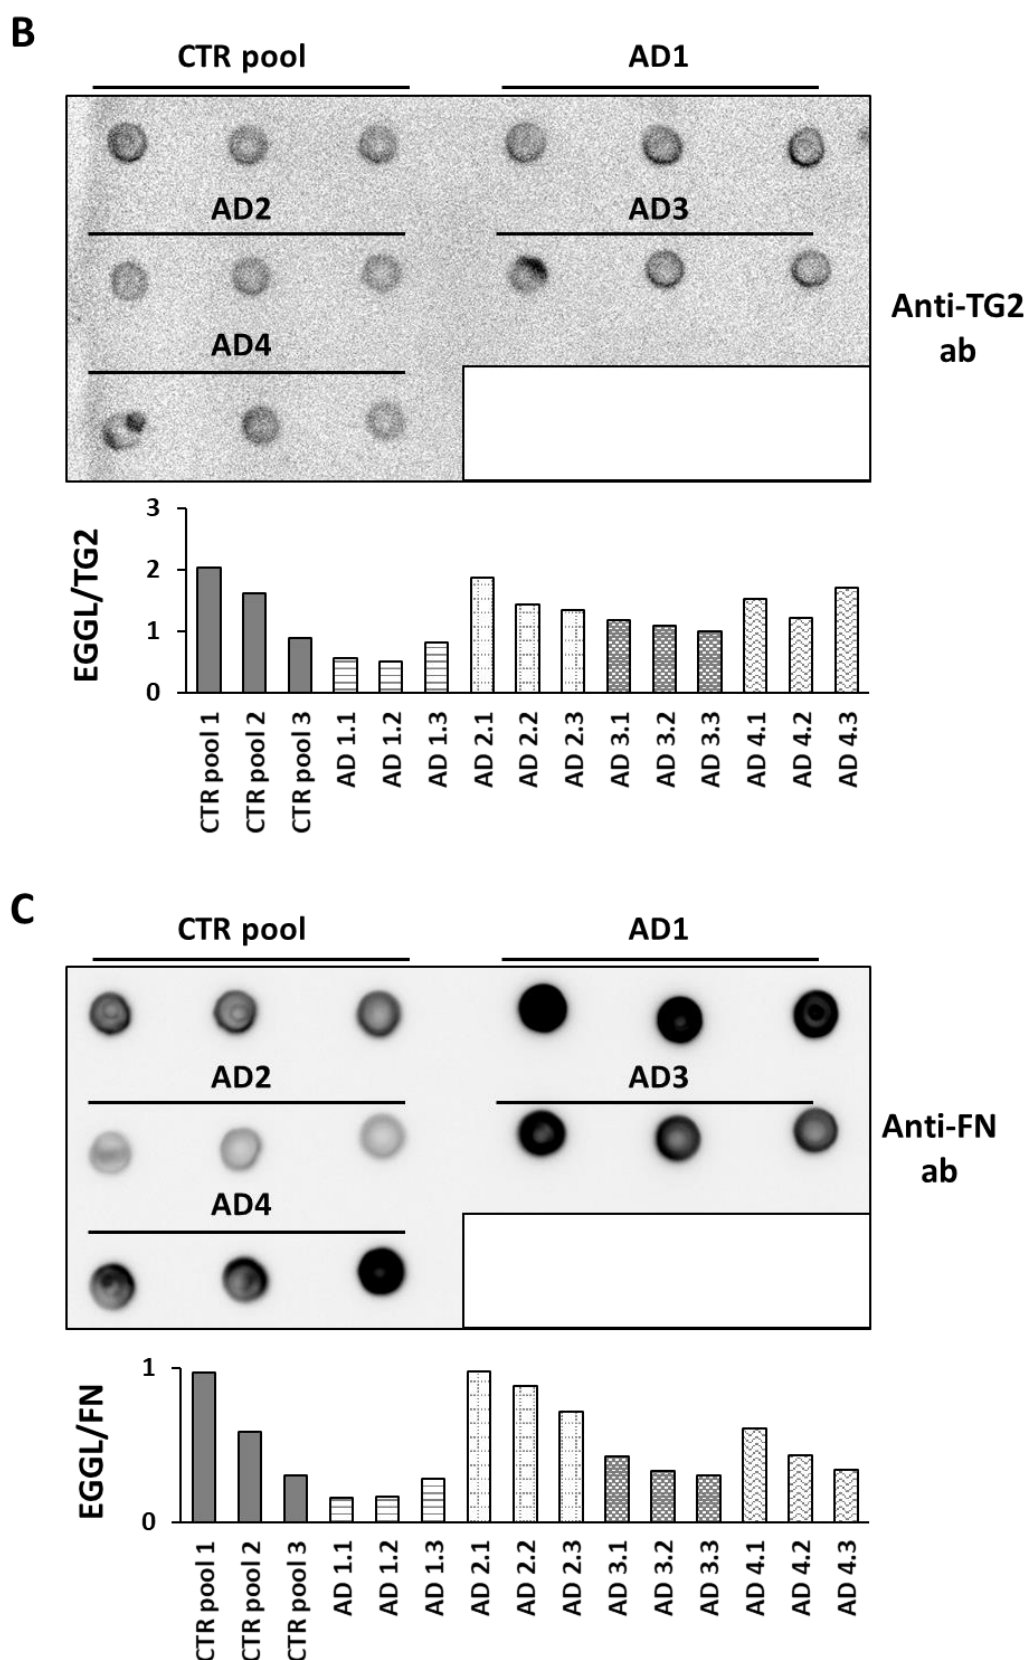 B
CTR pool
AD1
AD2
AD3
AD4
Anti-TG2
ab
EGGL/TG2
3
2
1
0
CTR pool 1
CTR pool 2
CTR pool 3
AD 1.1
AD 1.2
AD 1.3
AD 2.1
AD 2.2
AD 2.3
AD 3.1
AD 3.2
AD 3.3
AD 4.1
AD 4.2
AD 4.3
C
CTR pool
AD1
AD2
AD3
AD4
Anti-FN
ab
EGGL/FN
1
0
CTR pool 1
CTR pool 2
CTR pool 3
AD 1.1
AD 1.2
AD 1.3
AD 2.1
AD 2.2
AD 2.3
AD 3.1
AD 3.2
AD 3.3
AD 4.1
AD 4.2
AD 4.3